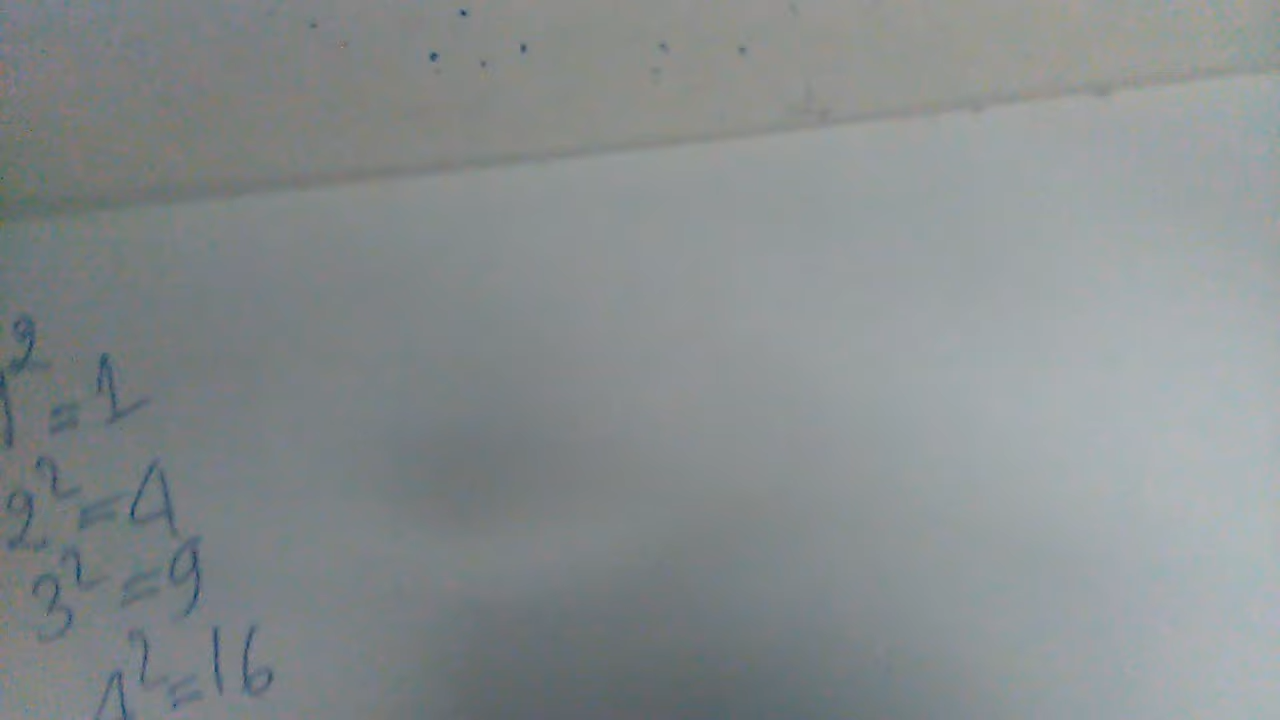 1² = 1
2² = 4
3² = 9
4² = 16